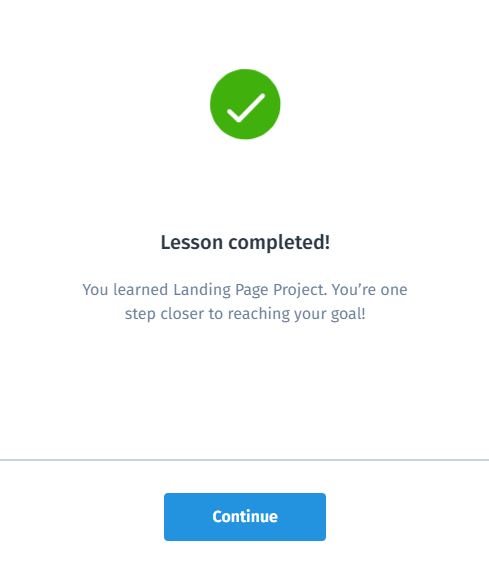 Lesson completed!
You learned Landing Page Project. You’re one
step closer to reaching your goal!
Continue